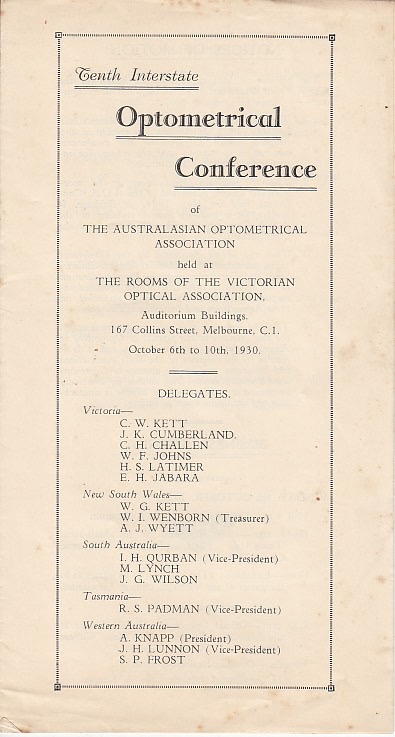 Tenth Interstate
Optometrical
Conference
of
THE AUSTRALASIAN OPTOMETRICAL
ASSOCIATION
held at
THE ROOMS OF THE VICTORIAN
OPTICAL ASSOCIATION,
Auditorium Buildings.
167 Collins Street, Melbourne, C.1.
October 6th to 10th, 1930.
DELEGATES.
Victoria—
C. W. KETT
J. K. CUMBERLAND.
C. H. CHALLEN
W. F. JOHNS
H. S. LATIMER
E. H. JABARA
New South Wales—
W. G. KETT
W. I. WENBORN (Treasurer)
A. J. WYETT
South Australia—
I. H. QURBAN (Vice-President)
M. LYNCH
J. G. WILSON
Tasmania—
R. S. PADMAN (Vice-President)
Western Australia—
A. KNAPP (President)
J. H. LUNNON (Vice-President)
S. P. FROST